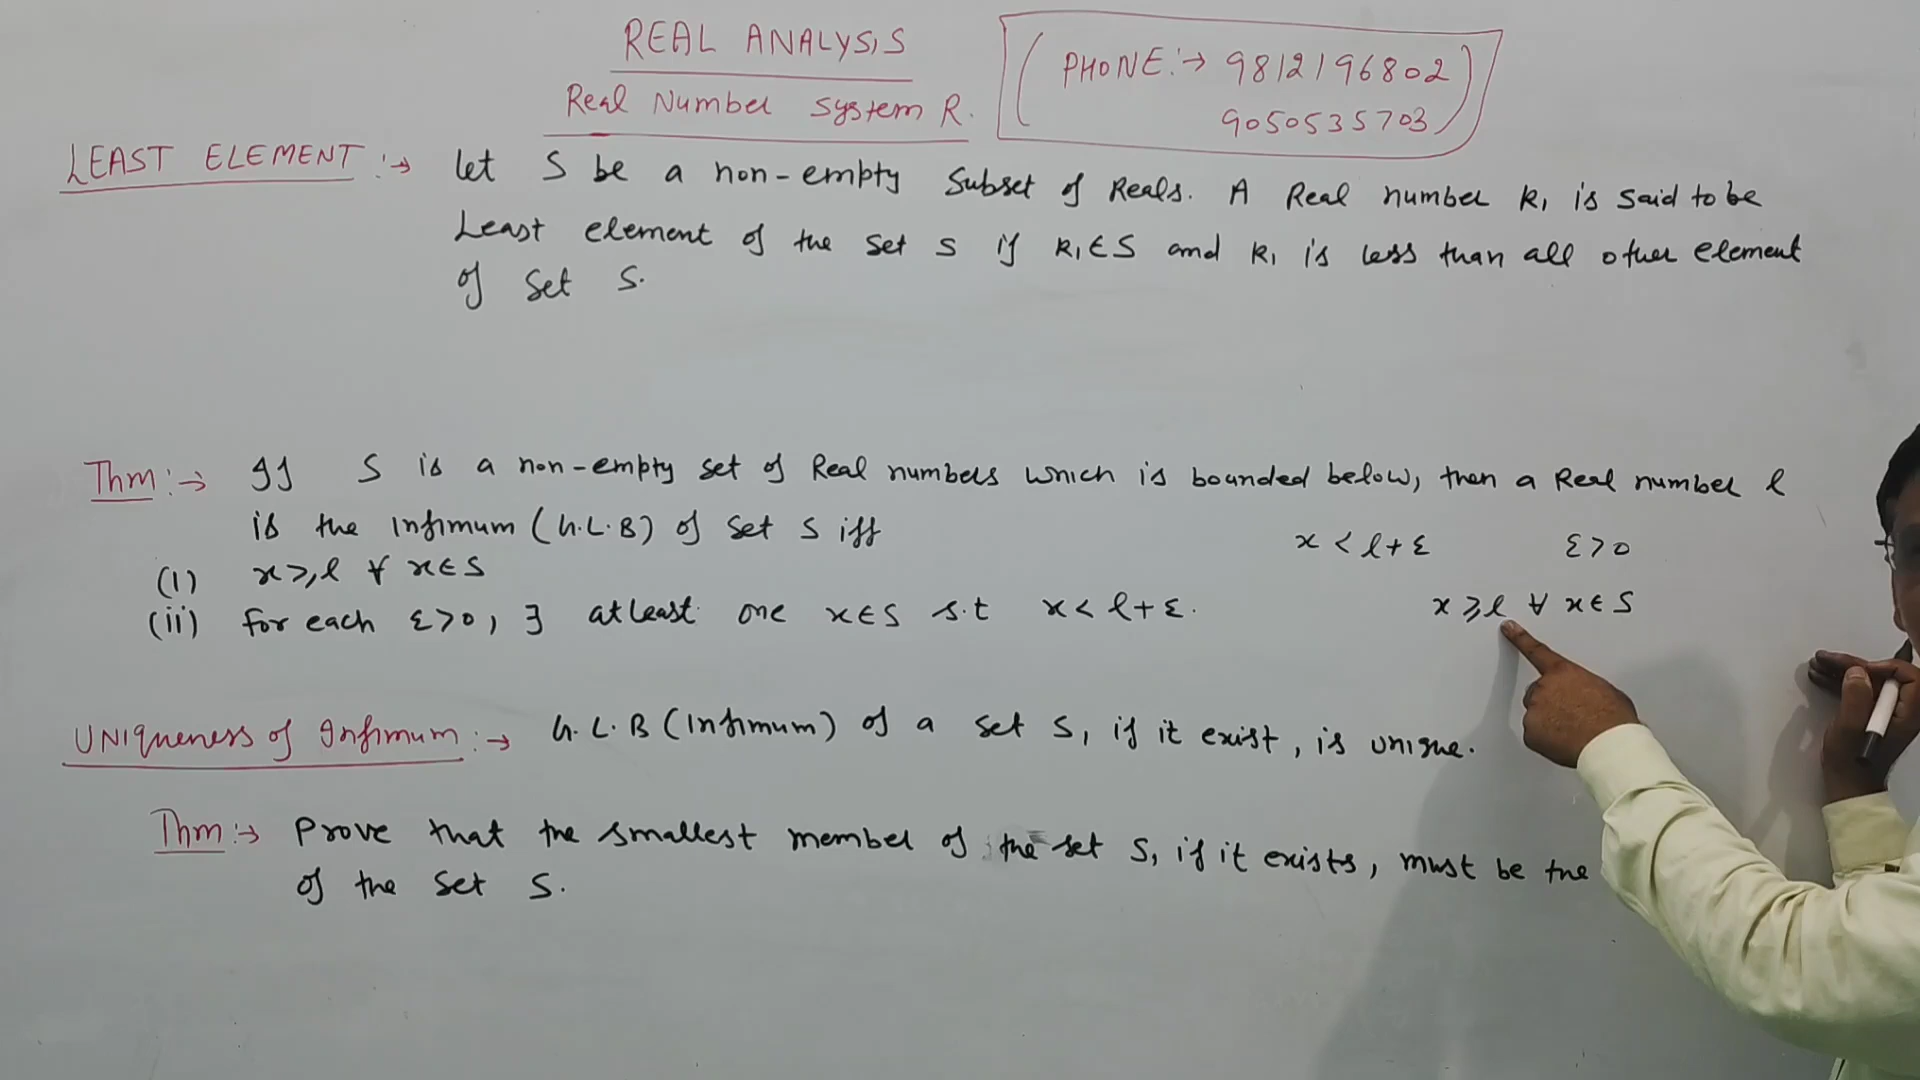 REAL ANALYSIS
Real Number System R.
(PHONE:→ 9812196802
9050535703)
LEAST ELEMENT :→ Let S be a non-empty Subset of Reals. A Real number k₁ is said to be
Least element of the set S if k₁∈S and k₁ is less than all other element
of Set S.
Thm :→ If S is a non-empty set of Real numbers which is bounded below, then a Real number l
is the Infimum (G.L.B) of Set S iff
(i) x≥l ∀ x∈S
(ii) for each ε>0, ∃ atleast one x∈S s.t x< l+ε.
x < l+ε ε>0
x≥l ∀ x∈S
UNIqueness of Infimum :→ G.L.B (Infimum) of a set S, if it exist, is unique.
Thm :→ Prove that the smallest member of the set S, if it exists, must be the
of the set S.